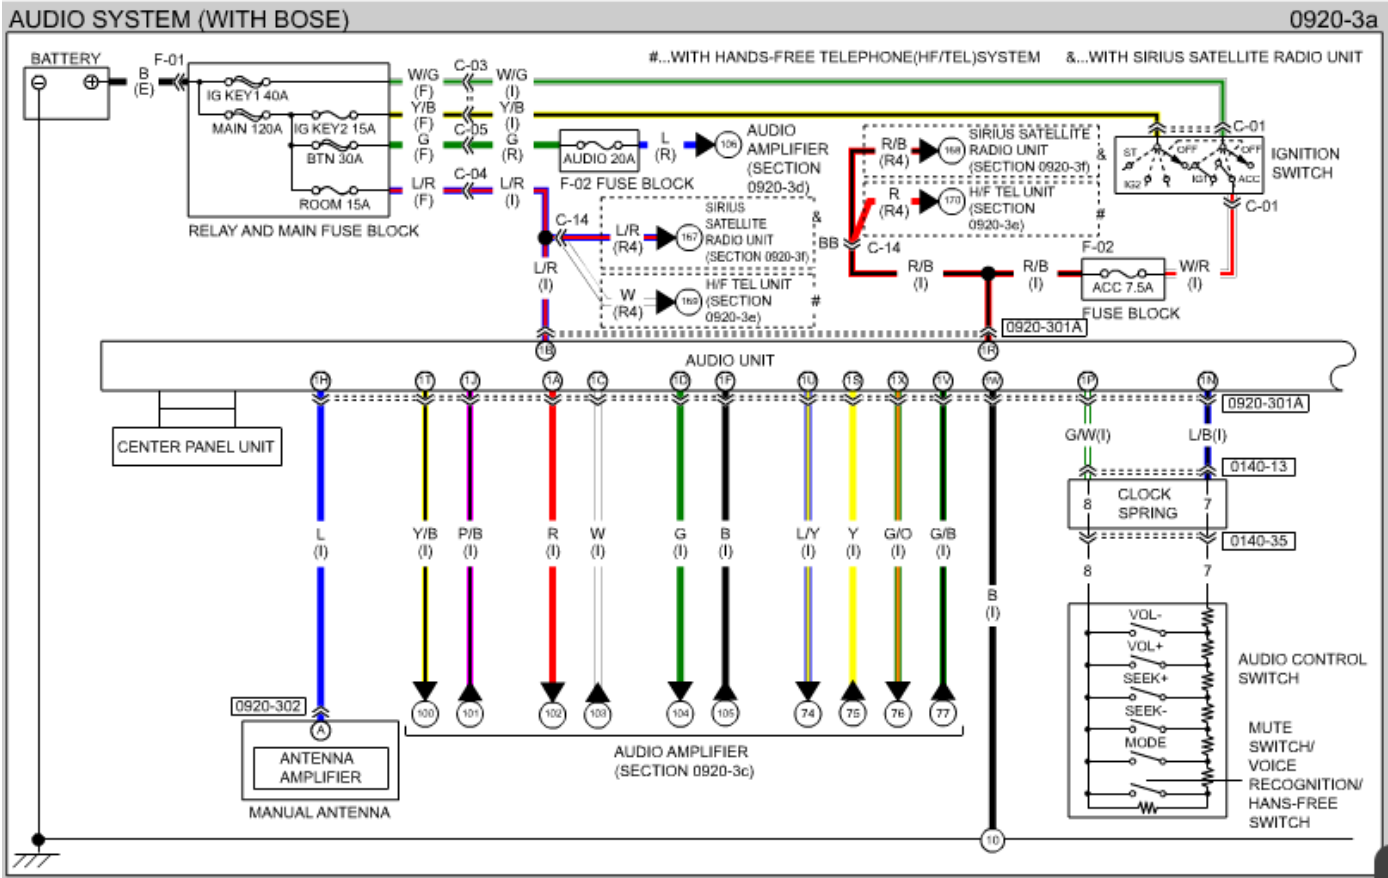 AUDIO SYSTEM (WITH BOSE)
0920-3a
BATTERY
B
(E)
F-01
IG KEY1 40A
MAIN 120A
IG KEY2 15A
BTN 30A
ROOM 15A
RELAY AND MAIN FUSE BLOCK
#...WITH HANDS-FREE TELEPHONE(HF/TEL)SYSTEM
&...WITH SIRIUS SATELLITE RADIO UNIT
W/G
(F)
C-03
W/G
(I)
Y/B
(F)
Y/B
(I)
G
(F)
C-05
G
(R)
L/R
(F)
C-04
L/R
(I)
AUDIO 20A
F-02 FUSE BLOCK
L
(R)
106
AUDIO
AMPLIFIER
(SECTION
0920-3d)
C-14
L/R
(R4)
167
SIRIUS
SATELLITE
RADIO UNIT
(SECTION 0920-3f)
&
W
(R4)
169
H/F TEL UNIT
(SECTION
0920-3e)
#
L/R
(I)
R/B
(R4)
168
SIRIUS SATELLITE
RADIO UNIT
(SECTION 0920-3f)
&
R
(R4)
170
H/F TEL UNIT
(SECTION
0920-3e)
#
BB
C-14
R/B
(I)
R/B
(I)
F-02
ACC 7.5A
FUSE BLOCK
W/R
(I)
C-01
ST
OFF
IG2
OFF
IG1
ACC
IGNITION
SWITCH
C-01
0920-301A
1B
1R
AUDIO UNIT
1H
1T
1J
1A
1C
1D
1F
1U
1S
1X
1V
1W
1P
1N
0920-301A
CENTER PANEL UNIT
G/W(I)
L/B(I)
0140-13
CLOCK
SPRING
8
7
0140-35
8
7
L
(I)
Y/B
(I)
P/B
(I)
R
(I)
W
(I)
G
(I)
B
(I)
L/Y
(I)
Y
(I)
G/O
(I)
G/B
(I)
B
(I)
VOL-
VOL+
SEEK+
SEEK-
MODE
AUDIO CONTROL
SWITCH
MUTE
SWITCH/
VOICE
RECOGNITION/
HANS-FREE
SWITCH
0920-302
A
ANTENNA
AMPLIFIER
MANUAL ANTENNA
100
101
102
103
104
105
74
75
76
77
AUDIO AMPLIFIER
(SECTION 0920-3c)
10